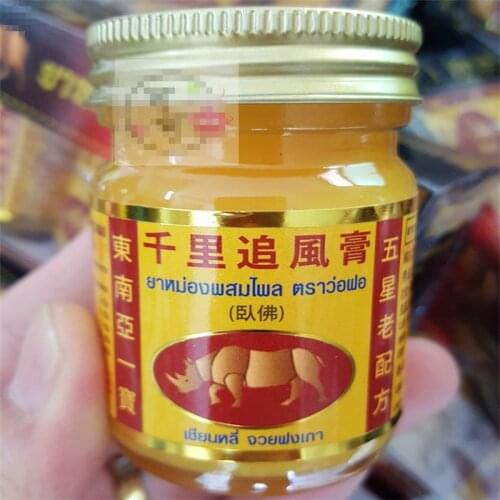 千里追風膏
ยาหม่องผสมไพล ตราว่อฝอ
(臥佛)
東南亞一寶
五星老配方
เชียนหลี่ จวยฟงเกา